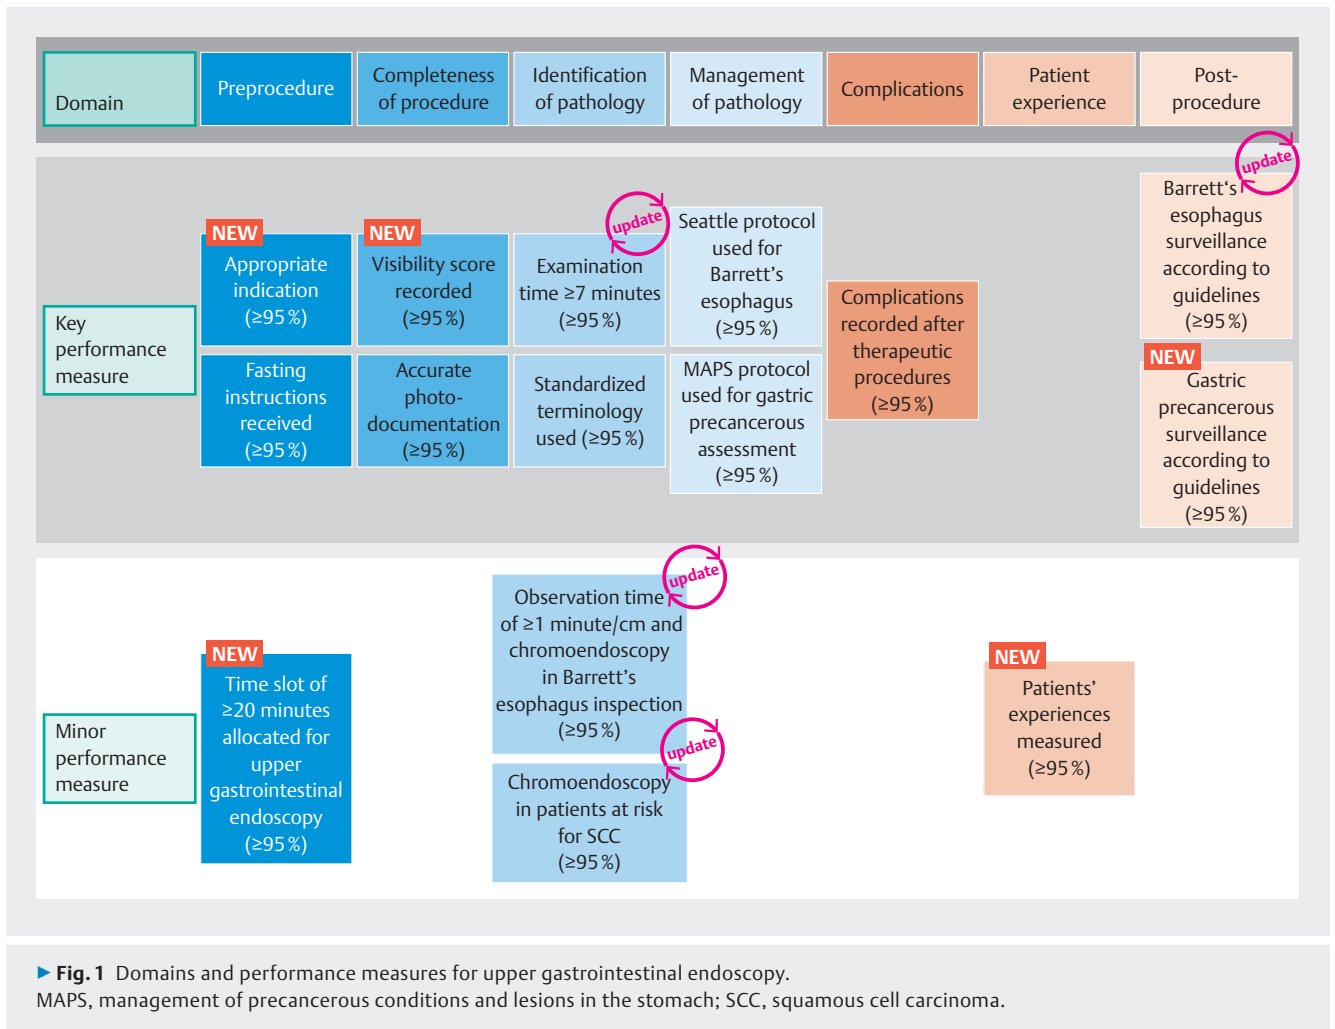 Domain
Preprocedure
Completeness
of procedure
Identification
of pathology
Management
of pathology
Complications
Patient
experience
Post-
procedure
Key
performance
measure
NEW
Appropriate
indication
(≥95 %)
Fasting
instructions
received
(≥95 %)
NEW
Visibility score
recorded
(≥95 %)
Accurate
photo-
documentation
(≥95 %)
update
Examination
time ≥7 minutes
(≥95 %)
Standardized
terminology
used (≥95 %)
Seattle protocol
used for
Barrett’s
esophagus
(≥95 %)
MAPS protocol
used for gastric
precancerous
assessment
(≥95 %)
Complications
recorded after
therapeutic
procedures
(≥95 %)
update
Barrett‘s
esophagus
surveillance
according to
guidelines
(≥95 %)
NEW
Gastric
precancerous
surveillance
according to
guidelines
(≥95 %)
Minor
performance
measure
NEW
Time slot of
≥20 minutes
allocated for
upper
gastrointestinal
endoscopy
(≥95 %)
update
Observation time
of ≥1 minute/cm and
chromoendoscopy
in Barrett’s
esophagus inspection
(≥95 %)
update
Chromoendoscopy
in patients at risk
for SCC
(≥95 %)
NEW
Patients’
experiences
measured
(≥95 %)
▶ Fig. 1 Domains and performance measures for upper gastrointestinal endoscopy.
MAPS, management of precancerous conditions and lesions in the stomach; SCC, squamous cell carcinoma.